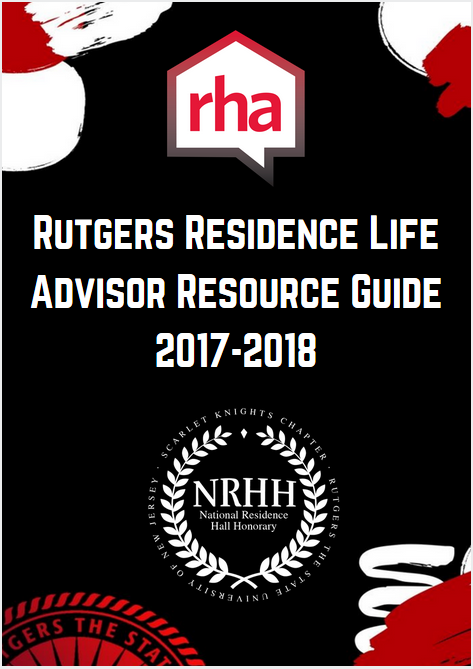 rha
Rutgers Residence Life
Advisor Resource Guide
2017-2018
· SCARLET KNIGHTS CHAPTER · RUTGERS THE STATE UNIVERSITY OF NEW JERSEY
NRHH
National Residence
Hall Honorary
GERS THE STA